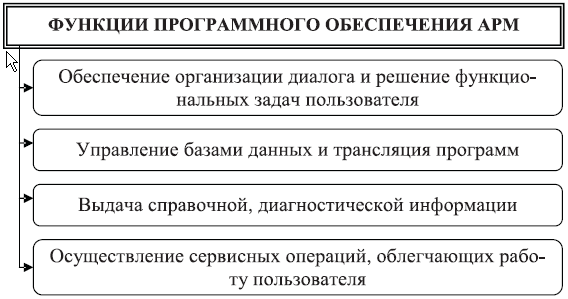 ФУНКЦИИ ПРОГРАММНОГО ОБЕСПЕЧЕНИЯ АРМ
Обеспечение организации диалога и решение функцио-
нальных задач пользователя
Управление базами данных и трансляция программ
Выдача справочной, диагностической информации
Осуществление сервисных операций, облегчающих рабо-
ту пользователя